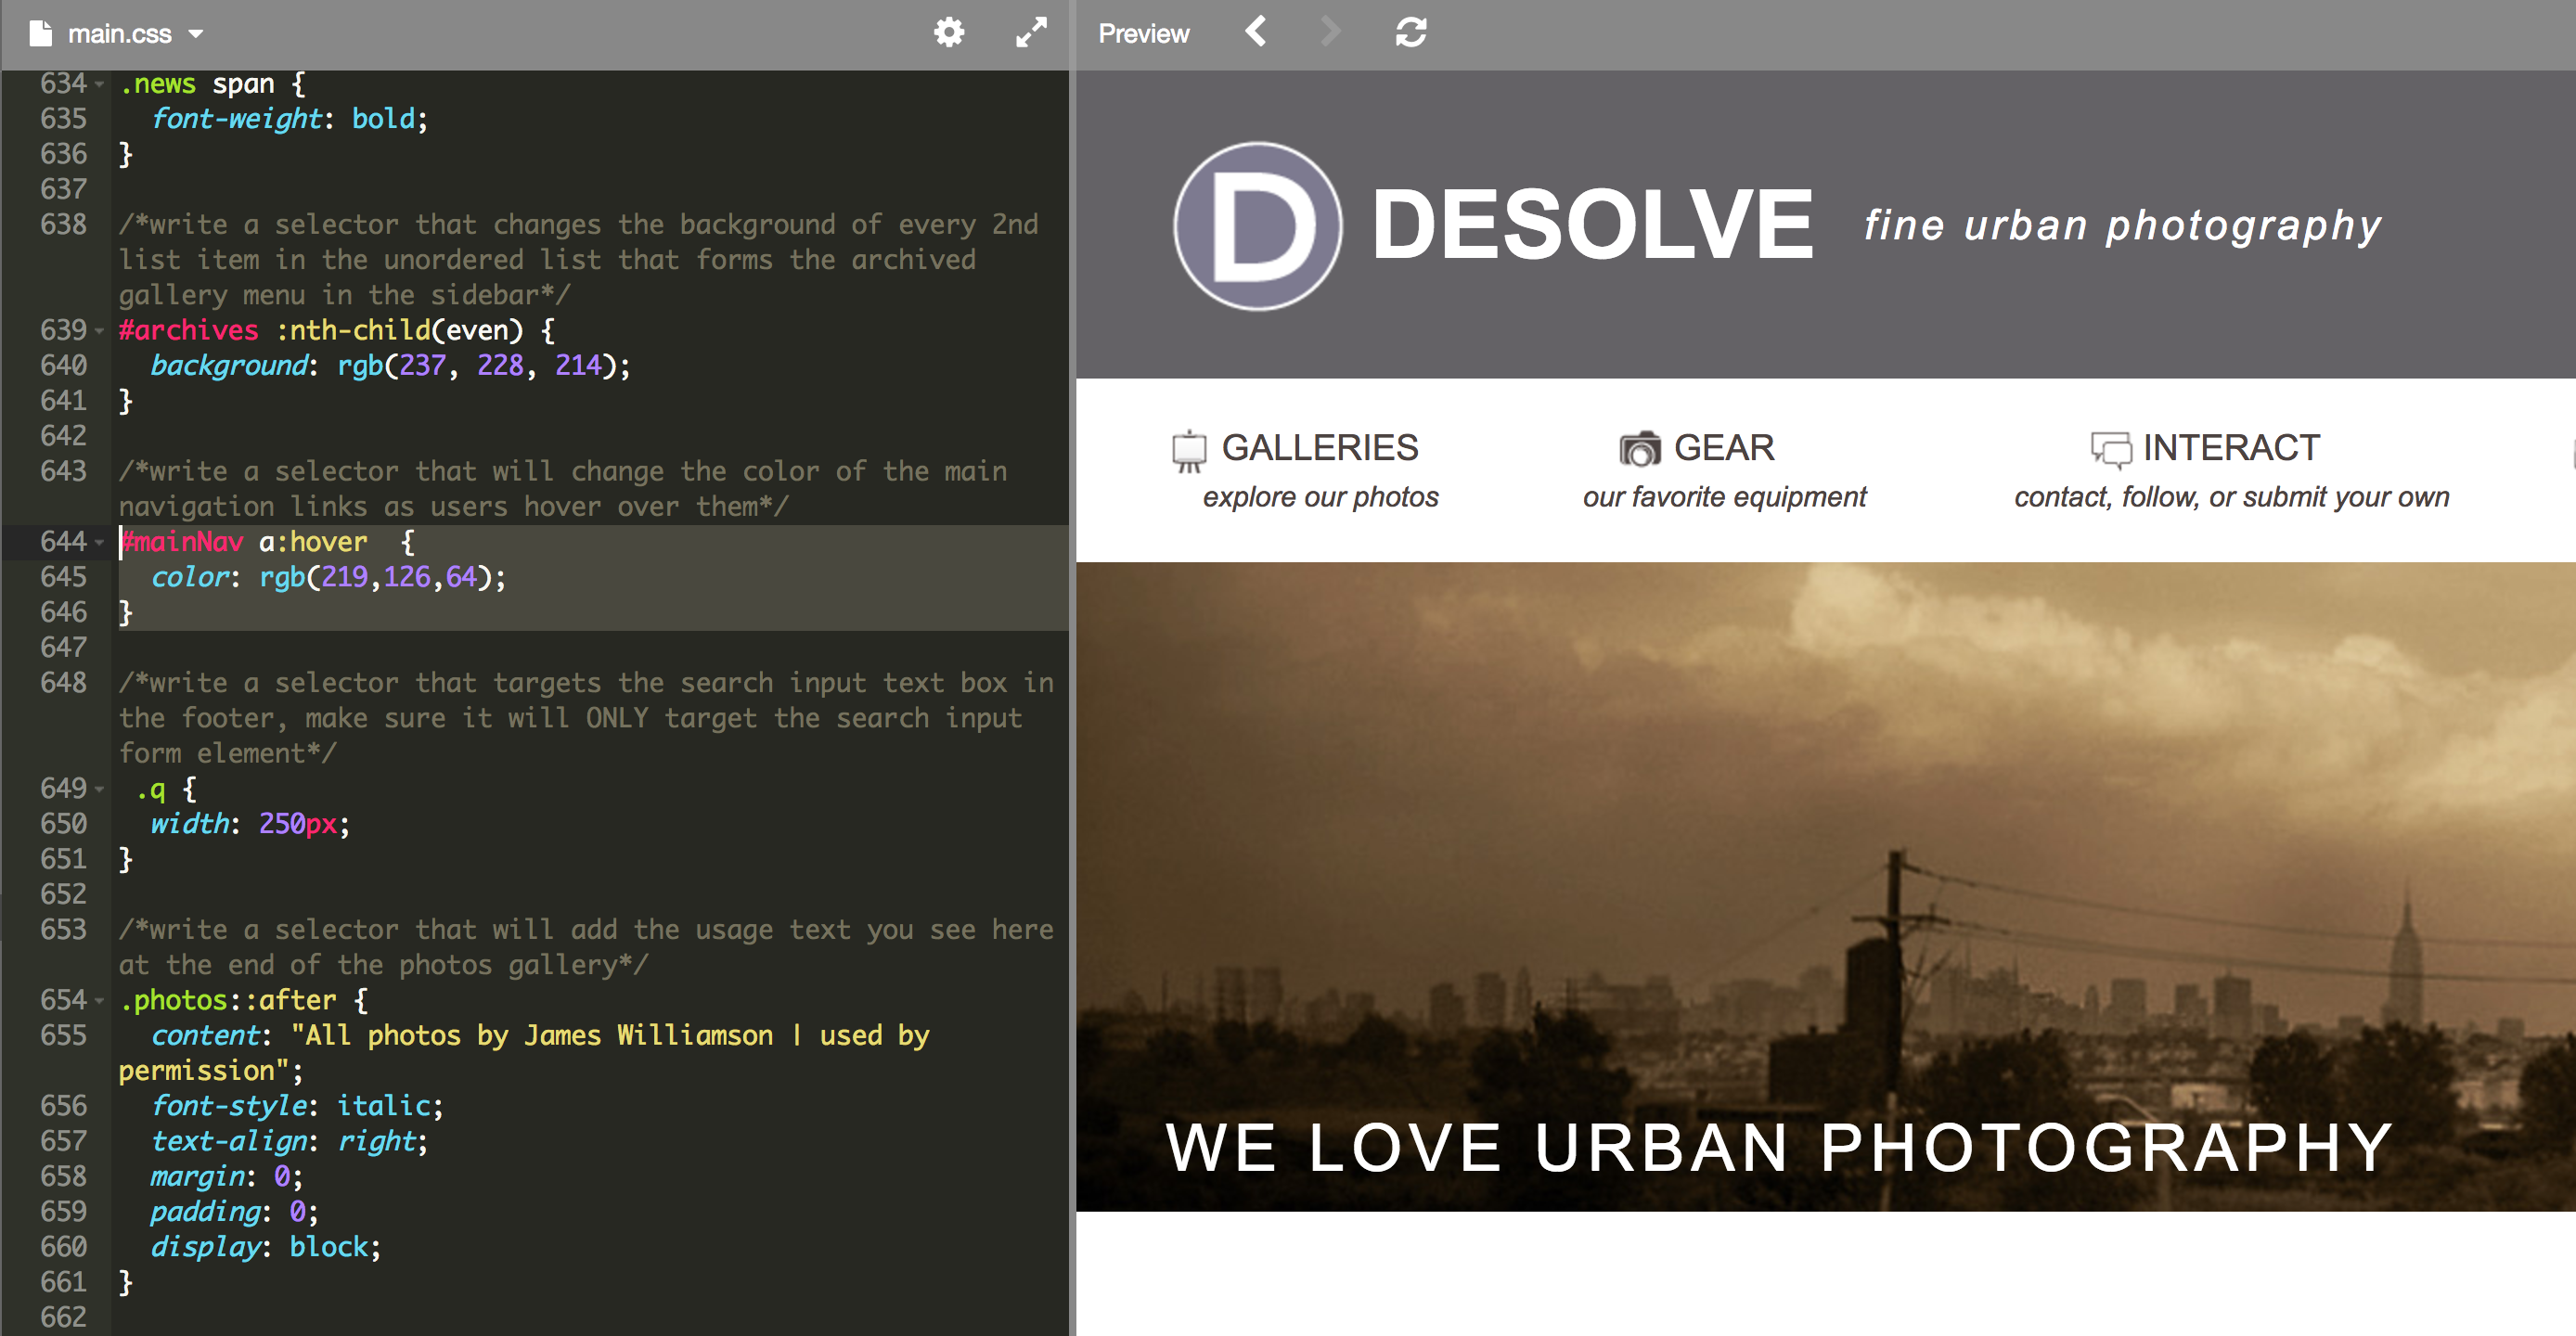 main.css
634 .news span {
635 font-weight: bold;
636 }
637
638 /*write a selector that changes the background of every 2nd
list item in the unordered list that forms the archived
gallery menu in the sidebar*/
639 #archives :nth-child(even) {
640 background: rgb(237, 228, 214);
641 }
642
643 /*write a selector that will change the color of the main
navigation links as users hover over them*/
644 #mainNav a:hover  {
645 color: rgb(219,126,64);
646 }
647
648 /*write a selector that targets the search input text box in
the footer, make sure it will ONLY target the search input
form element*/
649 .q {
650 width: 250px;
651 }
652
653 /*write a selector that will add the usage text you see here
at the end of the photos gallery*/
654 .photos::after {
655 content: "All photos by James Williamson | used by
permission";
656 font-style: italic;
657 text-align: right;
658 margin: 0;
659 padding: 0;
660 display: block;
661 }
662
Preview
D DESOLVE fine urban photography
GALLERIES
explore our photos
GEAR
our favorite equipment
INTERACT
contact, follow, or submit your own
WE LOVE URBAN PHOTOGRAPHY